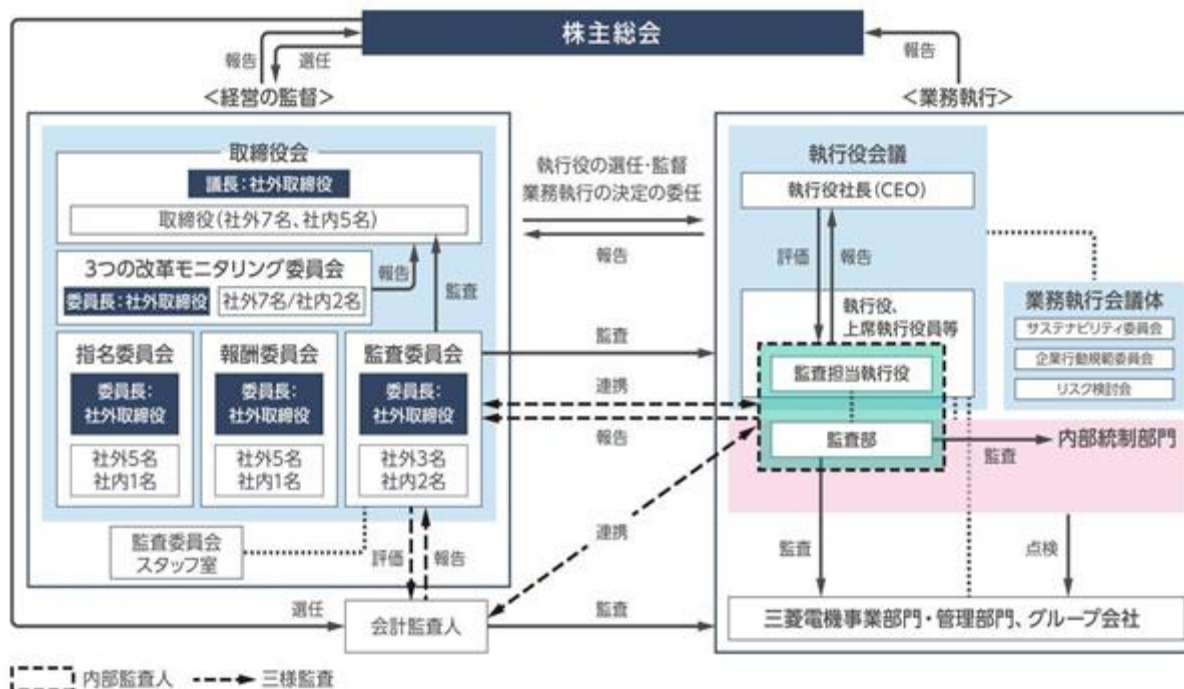 株主総会
報告
選任
報告
<経営の監督>
<業務執行>
取締役会
議長:社外取締役
取締役(社外7名、社内5名)
3つの改革モニタリング委員会
委員長:社外取締役
社外7名/社内2名
報告
監査
指名委員会
委員長:
社外取締役
社外5名
社内1名
報酬委員会
委員長:
社外取締役
社外5名
社内1名
監査委員会
委員長:
社外取締役
社外3名
社内2名
監査委員会
スタッフ室
評価
報告
選任
会計監査人
執行役の選任・監督
業務執行の決定の委任
報告
監査
連携
報告
連携
監査
執行役会議
執行役社長(CEO)
評価
報告
執行役、
上席執行役員等
監査担当執行役
監査部
監査
内部統制部門
業務執行会議体
サステナビリティ委員会
企業行動規範委員会
リスク検討会
監査
点検
三菱電機事業部門・管理部門、グループ会社
内部監査人
三様監査